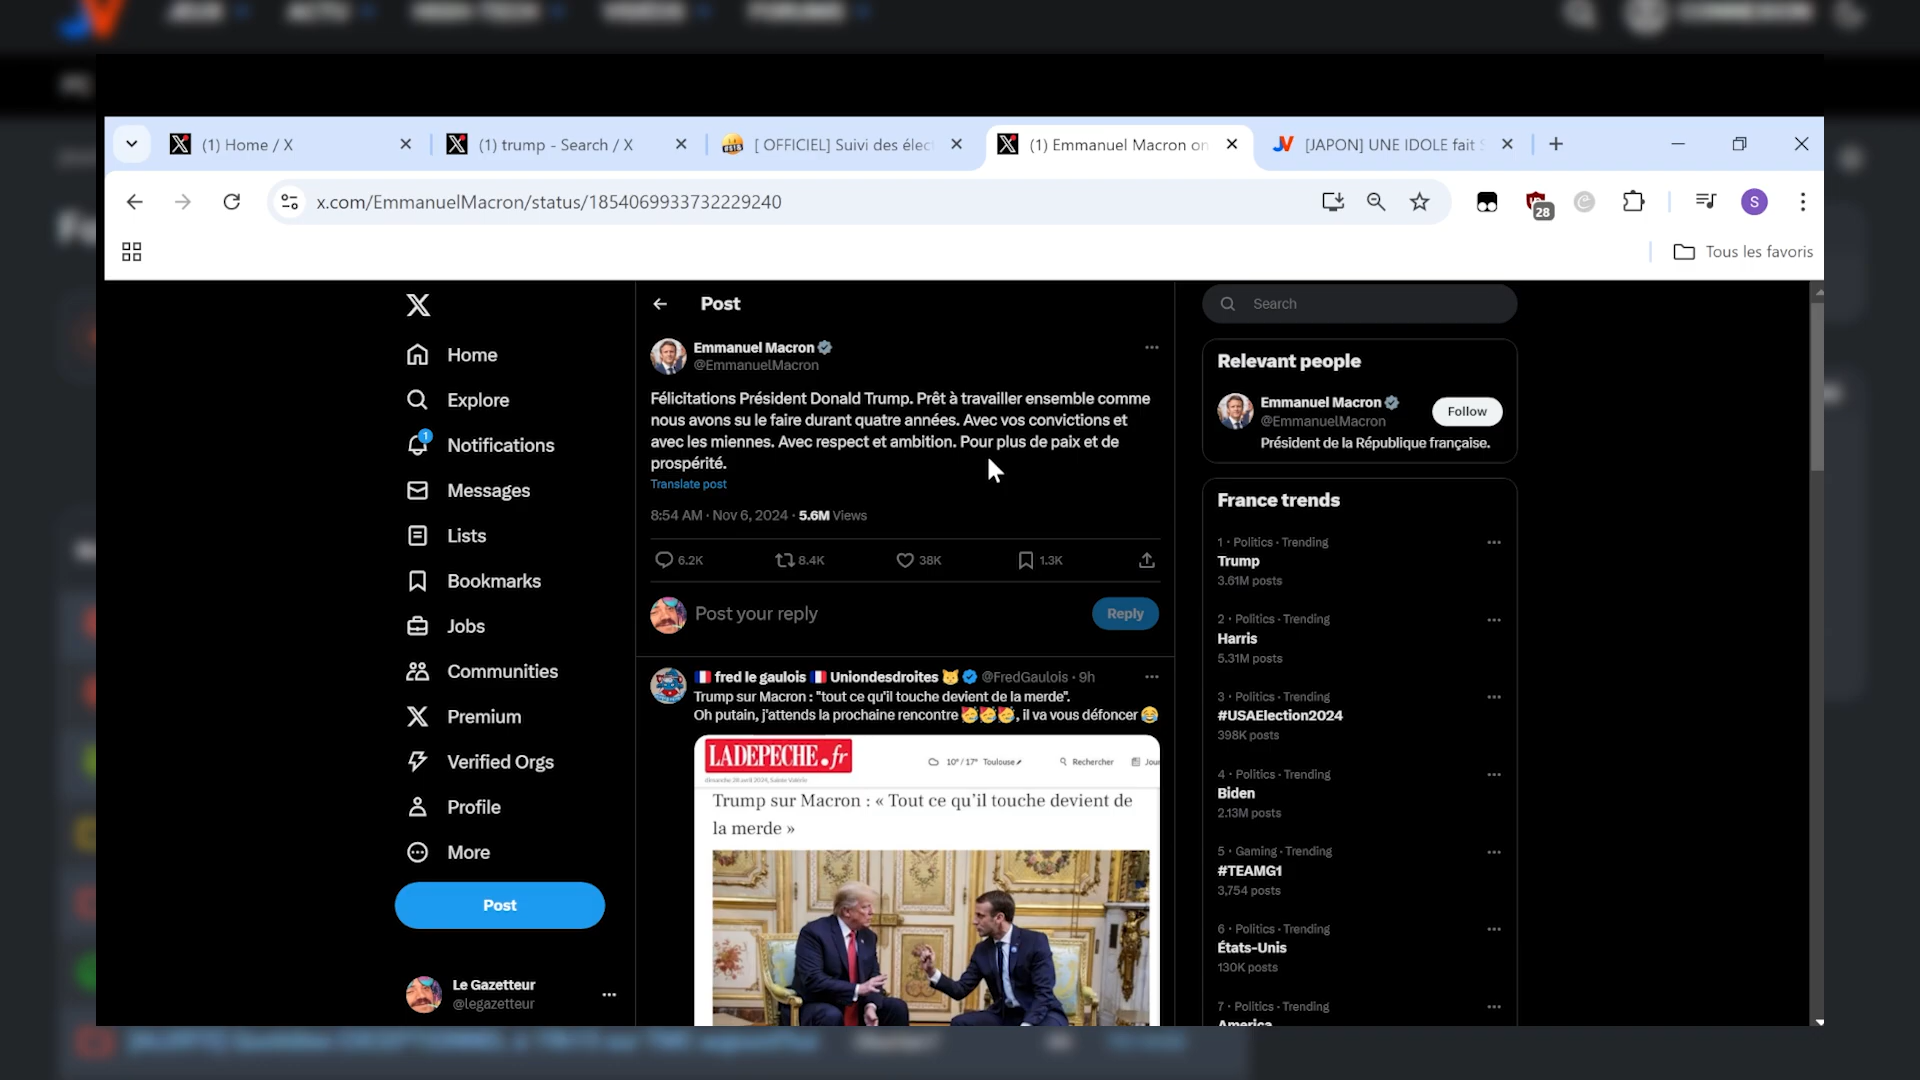 JEUX
ACTU
HIGH-TECH
VIDÉOS
FORUMS
CONNEXION
(1) Home / X
(1) trump - Search / X
[ OFFICIEL] Suivi des élec
(1) Emmanuel Macron on
[JAPON] UNE IDOLE fait S
x.com/EmmanuelMacron/status/1854069933732229240
28
S
Tous les favoris
Home
Explore
1
Notifications
Messages
Lists
Bookmarks
Jobs
Communities
Premium
Verified Orgs
Profile
More
Post
Le Gazetteur
@legazetteur
Post
Emmanuel Macron
@EmmanuelMacron
Félicitations Président Donald Trump. Prêt à travailler ensemble comme
nous avons su le faire durant quatre années. Avec vos convictions et
avec les miennes. Avec respect et ambition. Pour plus de paix et de
prospérité.
Translate post
8:54 AM · Nov 6, 2024 · 5.6M Views
6.2K 8.4K 38K 1.3K
Post your reply
Reply
fred le gaulois Uniondesdroites @FredGaulois · 9h
Trump sur Macron : "tout ce qu'il touche devient de la merde".
Oh putain, j'attends la prochaine rencontre 🥳🥳🥳, il va vous défoncer 😂
LADEPECHE.fr
10° / 17° Toulouse
Rechercher
Jour
dimanche 28 avril 2024, Sainte Valérie
Trump sur Macron : « Tout ce qu'il touche devient de
la merde »
Search
Relevant people
Emmanuel Macron
@EmmanuelMacron
Follow
Président de la République française.
France trends
1 · Politics · Trending
Trump
3.61M posts
2 · Politics · Trending
Harris
5.31M posts
3 · Politics · Trending
#USAElection2024
398K posts
4 · Politics · Trending
Biden
2.13M posts
5 · Gaming · Trending
#TEAMG1
3,754 posts
6 · Politics · Trending
États-Unis
130K posts
7 · Politics · Trending
America